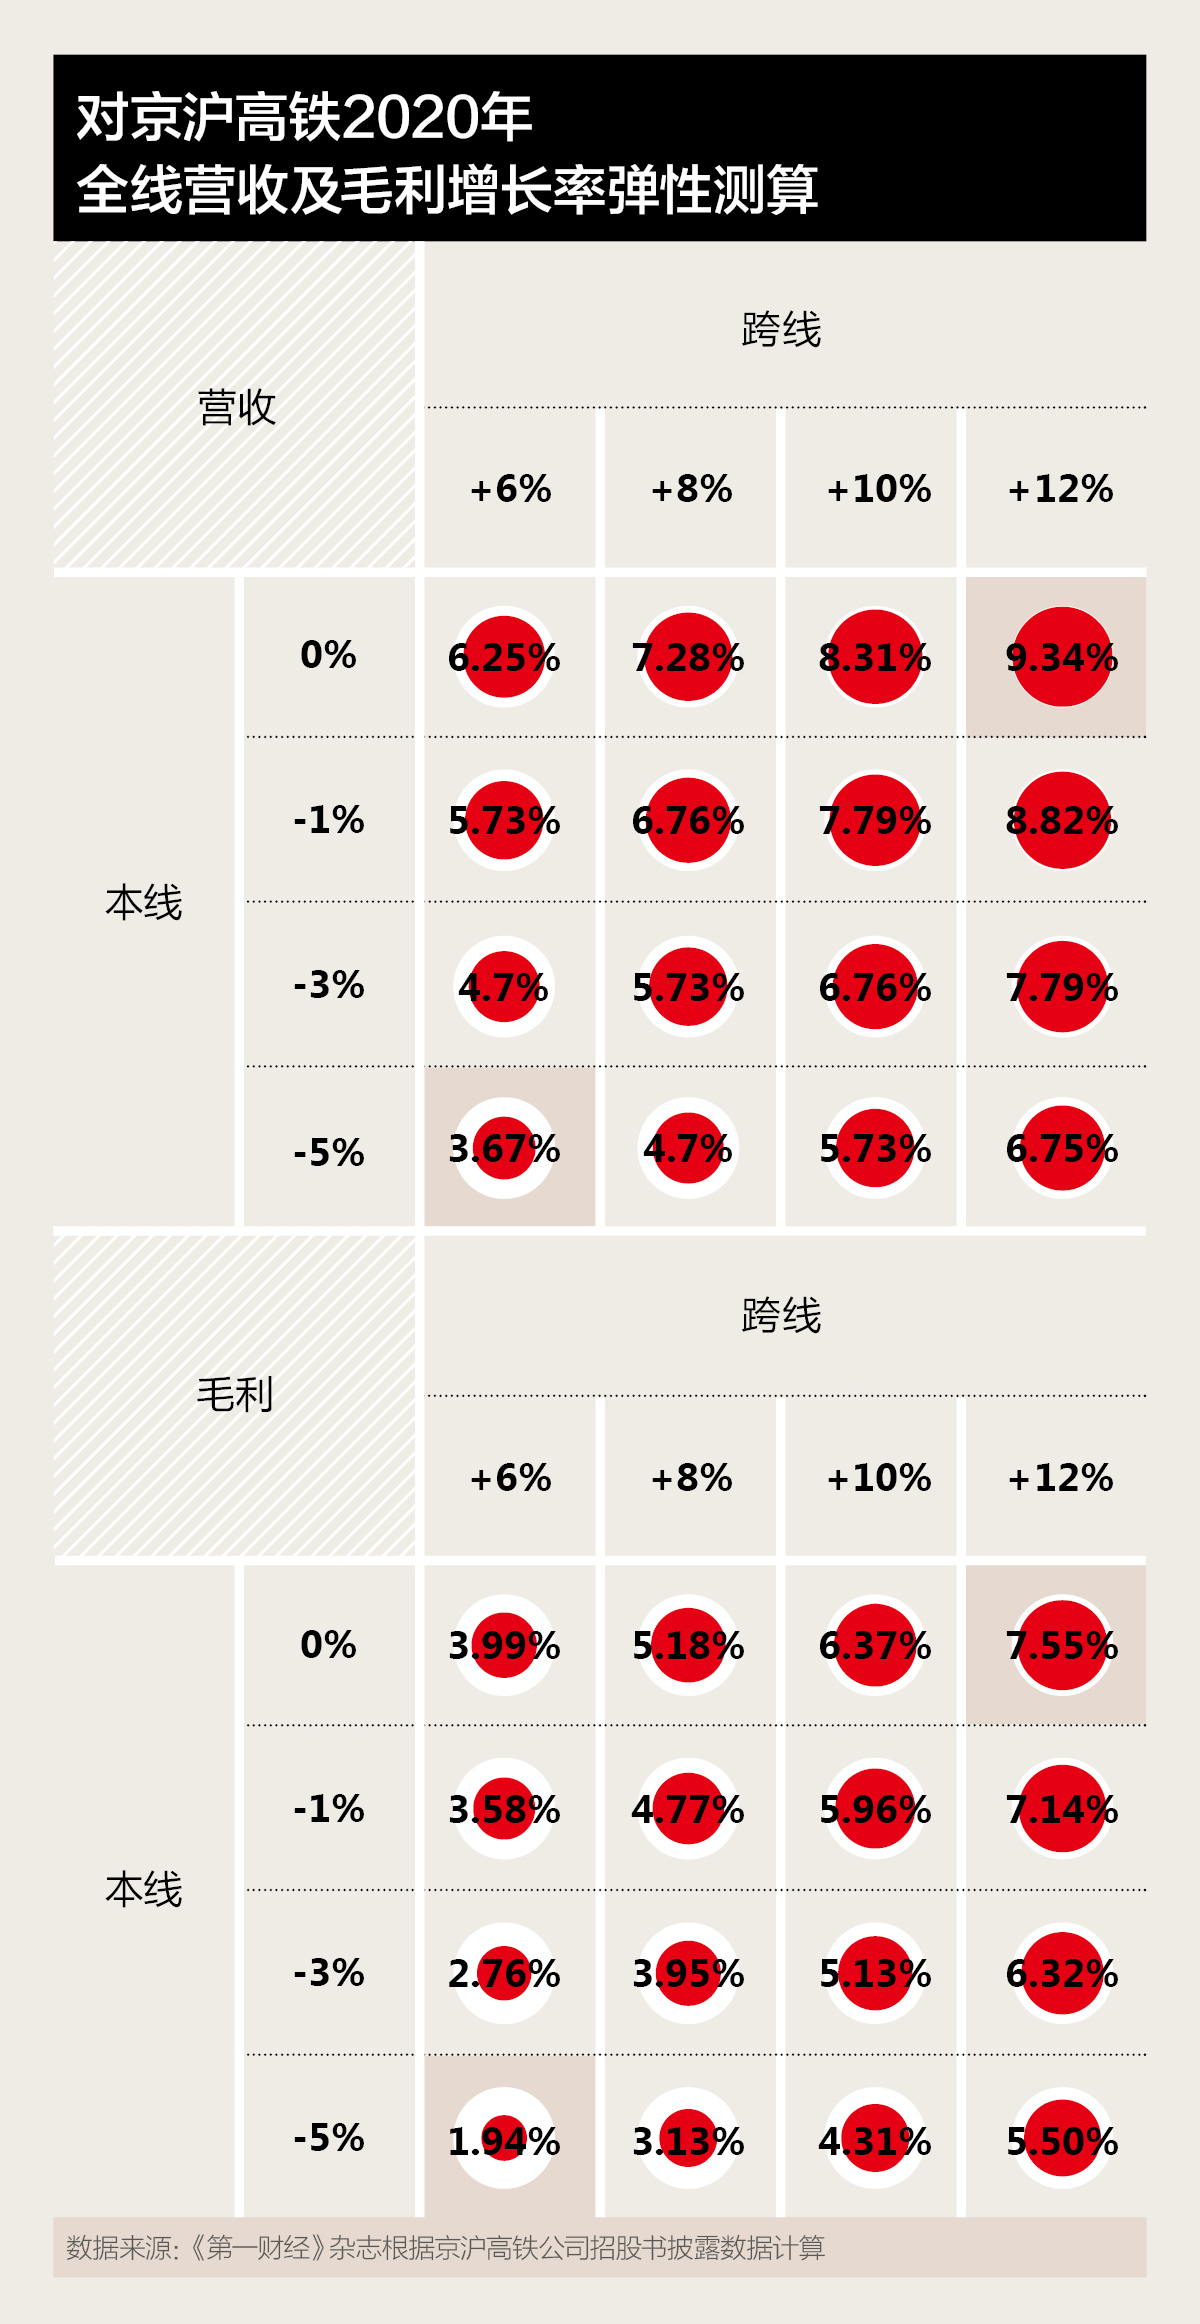 对京沪高铁2020年
全线营收及毛利增长率弹性测算
营收
跨线
+6% +8% +10% +12%
本线
0% 6.25% 7.28% 8.31% 9.34%
-1% 5.73% 6.76% 7.79% 8.82%
-3% 4.7% 5.73% 6.76% 7.79%
-5% 3.67% 4.7% 5.73% 6.75%
毛利
跨线
+6% +8% +10% +12%
本线
0% 3.99% 5.18% 6.37% 7.55%
-1% 3.58% 4.77% 5.96% 7.14%
-3% 2.76% 3.95% 5.13% 6.32%
-5% 1.94% 3.13% 4.31% 5.50%
数据来源：《第一财经》杂志根据京沪高铁公司招股书披露数据计算